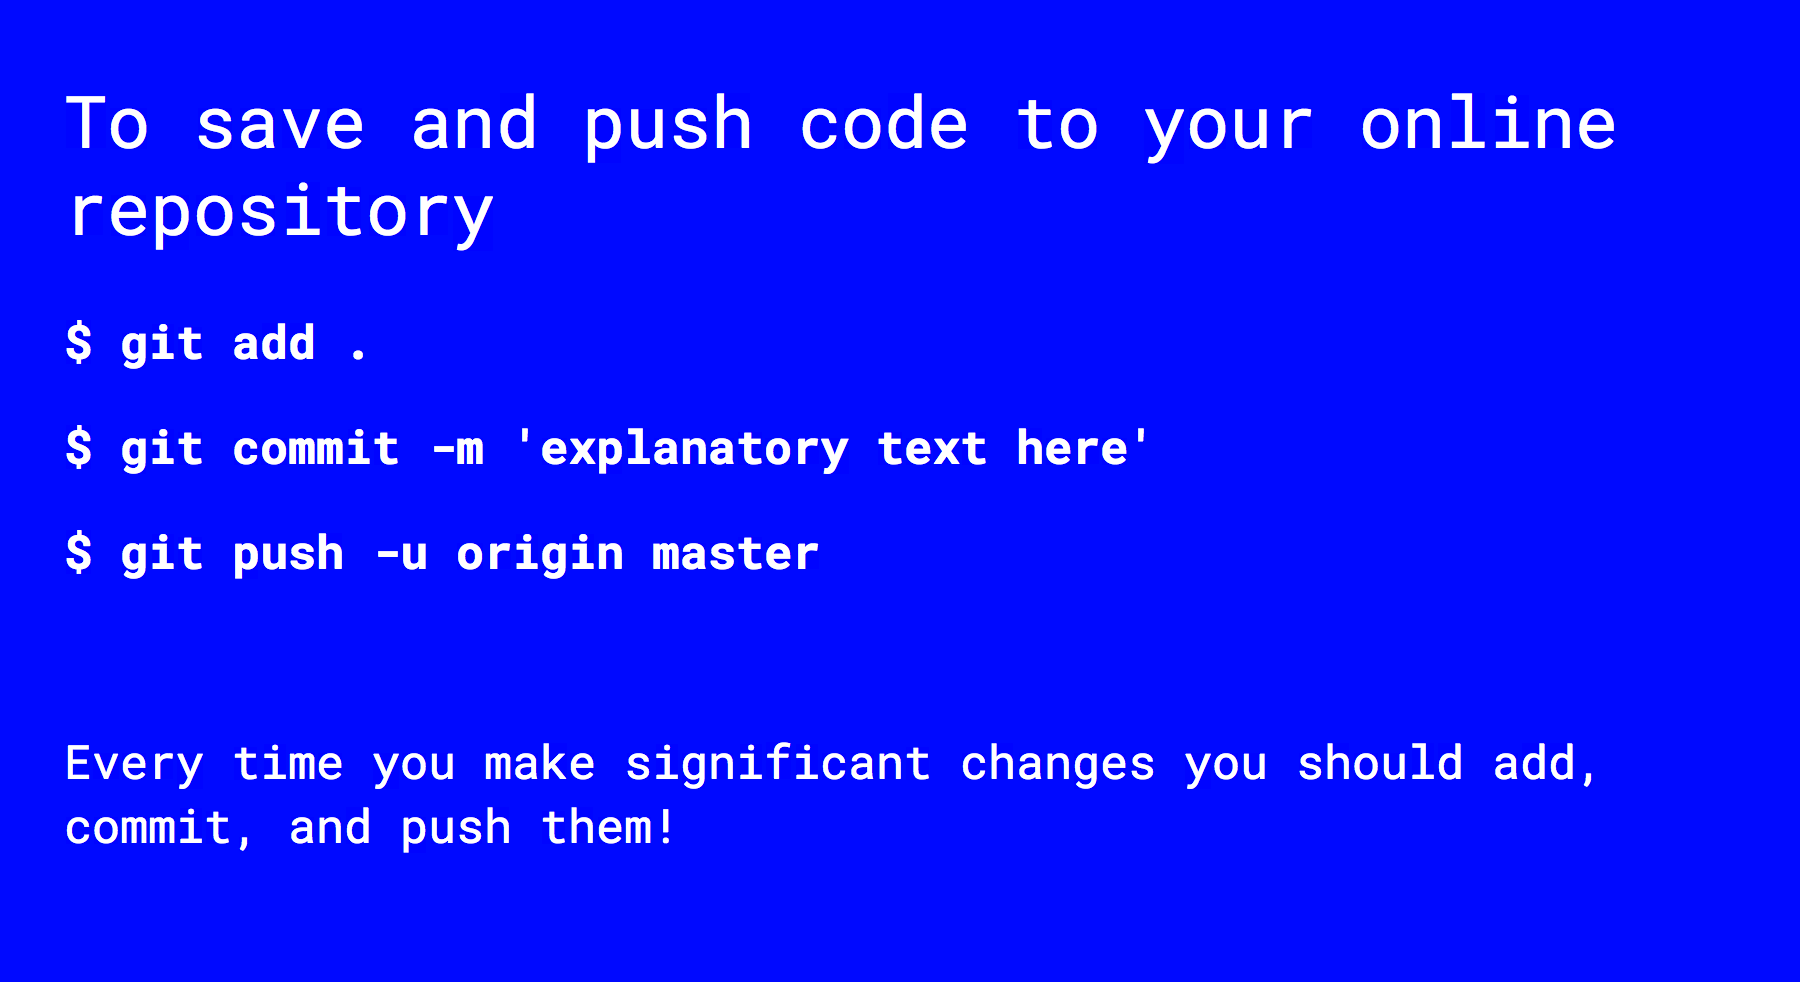 To save and push code to your online
repository
$ git add .
$ git commit -m 'explanatory text here'
$ git push -u origin master
Every time you make significant changes you should add,
commit, and push them!